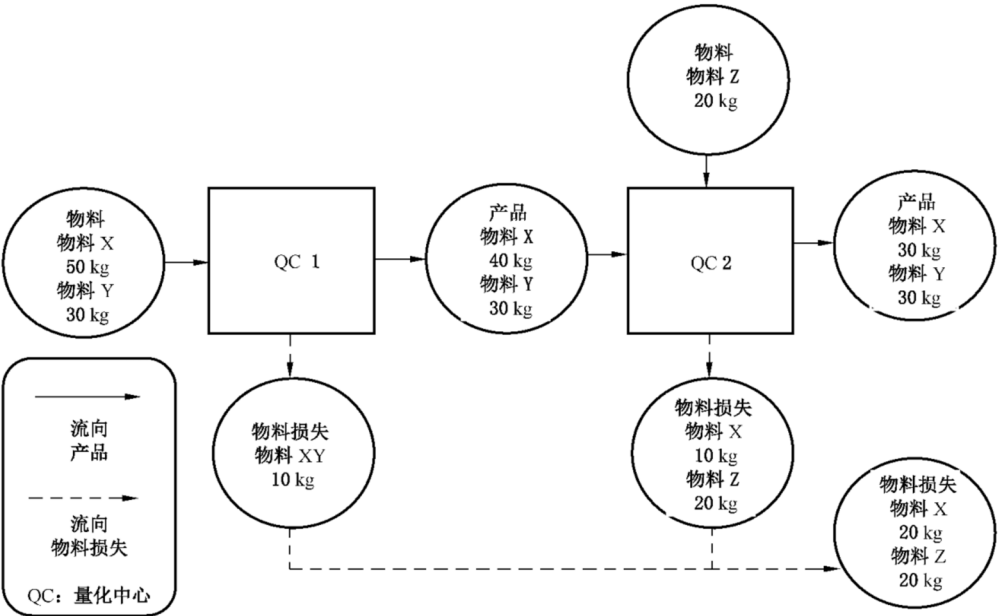 物料
物料 Z
20 kg
物料
物料 X
50 kg
物料 Y
30 kg
QC 1
产品
物料 X
40 kg
物料 Y
30 kg
QC 2
产品
物料 X
30 kg
物料 Y
30 kg
流向
产品
流向
物料损失
QC：量化中心
物料损失
物料 XY
10 kg
物料损失
物料 X
10 kg
物料 Z
20 kg
物料损失
物料 X
20 kg
物料 Z
20 kg